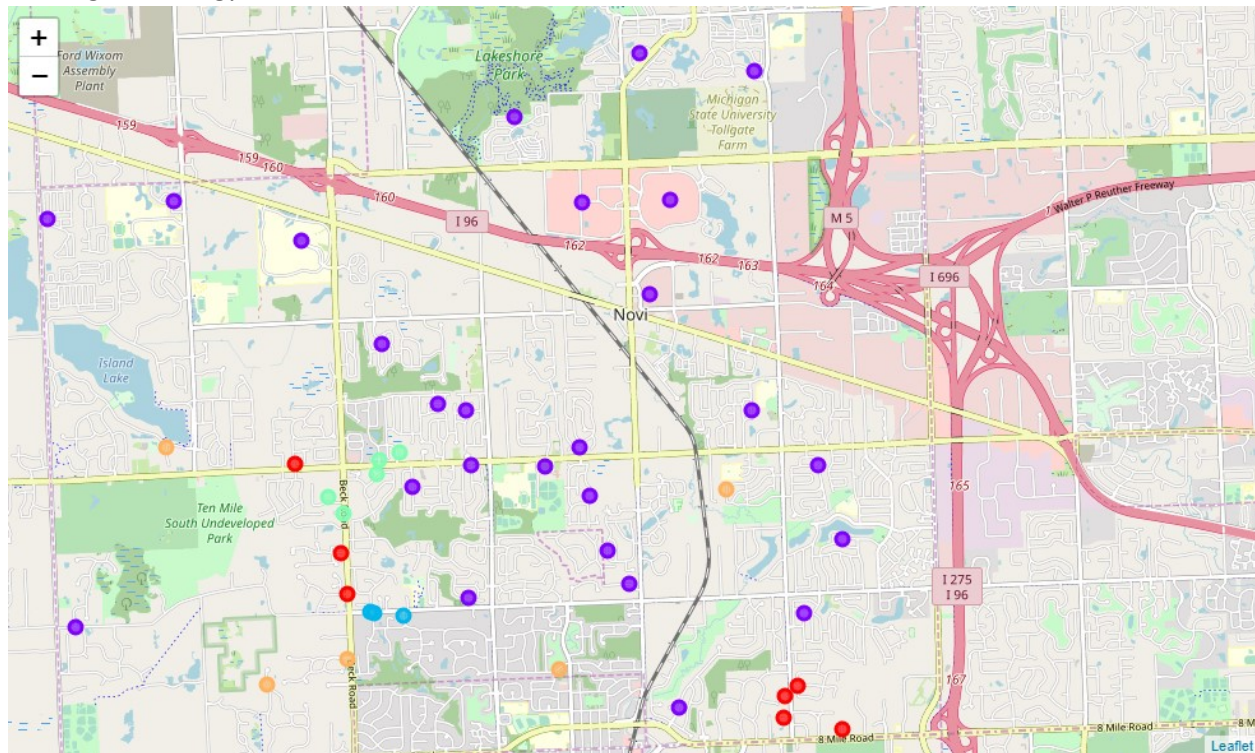 +
−
Ford Wixom
Assembly
Plant
Lakeshore
Park
Michigan
State University
Tollgate
Farm
159
159
160
160
I 96
162
162
163
164
M 5
I 696
Walter P Reuther Freeway
Novi
Island
Lake
Ten Mile
South Undeveloped
Park
Beck Road
165
I 275
I 96
167
Beck Road
8 Mile Road
8 M
Leaflet